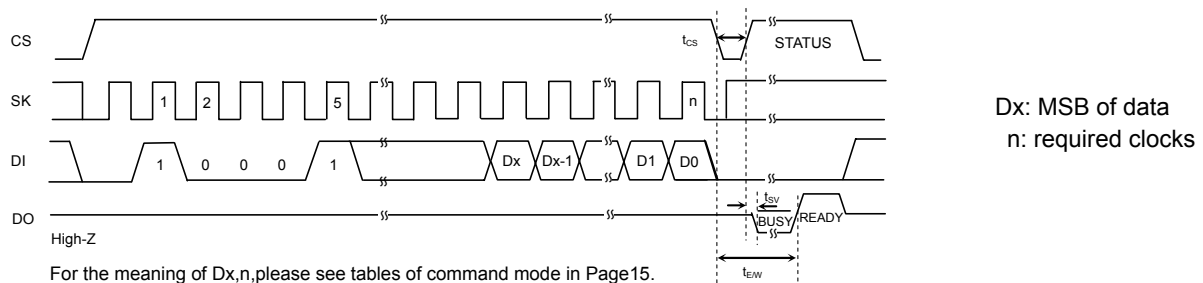 CS
tCS
STATUS
SK
1 2 5 n
Dx: MSB of data
n: required clocks
DI
1 0 0 0 1 Dx Dx-1 D1 D0
DO
tSV
BUSY READY
High-Z
For the meaning of Dx,n,please see tables of command mode in Page15.
tE/W